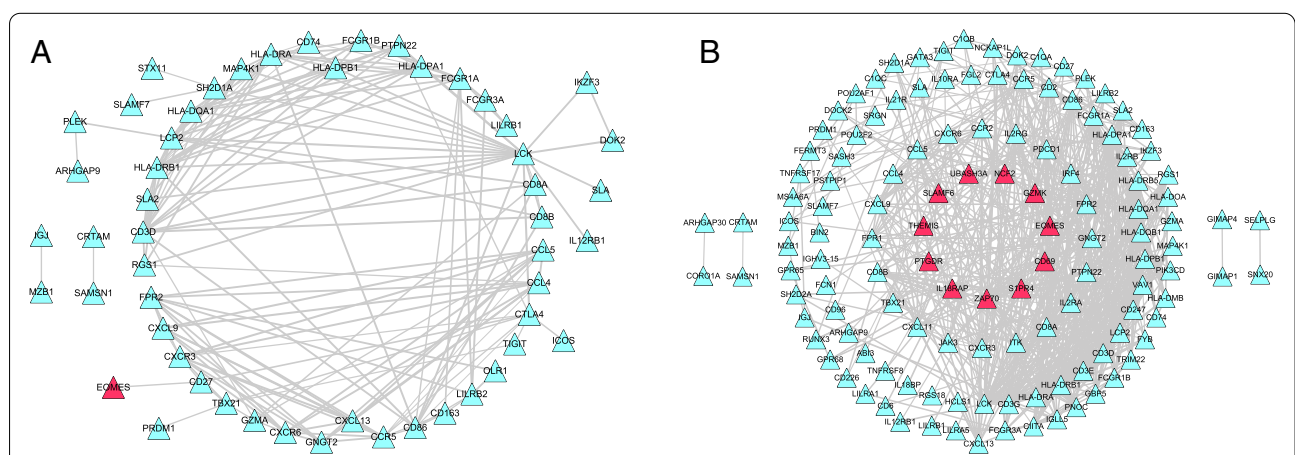 A
CD74
FCGR1B
PTPN22
HLA-DRA
HLA-DPB1
HLA-DPA1
STX11
MAP4K1
FCGR1A
SH2D1A
SLAMF7
HLA-DQA1
FCGR3A
IKZF3
PLEK
LCP2
LILRB1
DOK2
ARHGAP9
HLA-DRB1
LCK
SLA2
CD8A
SLA
CD8B
IL12RB1
IGJ
CRTAM
CD3D
CCL5
RGS1
MZB1
SAMSN1
FPR2
CCL4
CXCL9
CTLA4
CXCR3
TIGIT
ICOS
EOMES
CD27
OLR1
TBX21
LILRB2
PRDM1
GZMA
CXCL13
CD163
CXCR6
GNGT2
CCR5
CD86
B
C1QB
TIGIT
NCKAP1L
DOK2
C1QA
GATA3
SH2D1A
CD27
C1QC
SLA
IL10RA
FGL2
CTLA4
CCR5
CD2
PLEK
POU2AF1
IL21R
CD86
LILRB2
DOCK2
SRGN
FCGR1A
SLA2
PRDM1
POU2F2
CXCR6
CCR2
IL2RG
HLA-DPA1
CD163
FERMT3
SASH3
CCL5
PDCD1
IL2RB
IKZF3
TNFRSF17
PSTPIP1
CCL4
UBASH3A
NCF2
IRF4
HLA-DRB5
RGS1
MS4A6A
SLAMF7
CXCL9
SLAMF6
GZMK
FPR2
HLA-DQA1
HLA-DOA
ICOS
BIN2
FPR1
THEMIS
EOMES
GNGT2
HLA-DQB1
GZMA
MZB1
IGHV3-15
PTGDR
CD69
HLA-DPB1
MAP4K1
GPR65
FCN1
CD8B
IL18RAP
ZAP70
S1PR4
PTPN22
VAV1
PIK3CD
SH2D2A
CD96
TBX21
IL2RA
CD247
HLA-DMB
IGJ
ARHGAP9
CXCL11
CD8A
LCP2
CD74
RUNX3
ABI3
JAK3
CXCR3
ITK
CD3D
FYB
GPR68
TNFRSF8
CD3E
TRIM22
CD226
IL18BP
HLA-DRB1
FCGR1B
LILRA1
RGS18
HLA-DRA
GBP5
CD6
HCLS1
LCK
CD3G
PNOC
IL12RB1
LILRB1
LILRA5
FCGR3A
CIITA
IGLL5
CXCL13
ARHGAP30
CRTAM
CORO1A
SAMSN1
GIMAP4
SELPLG
GIMAP1
SNX20